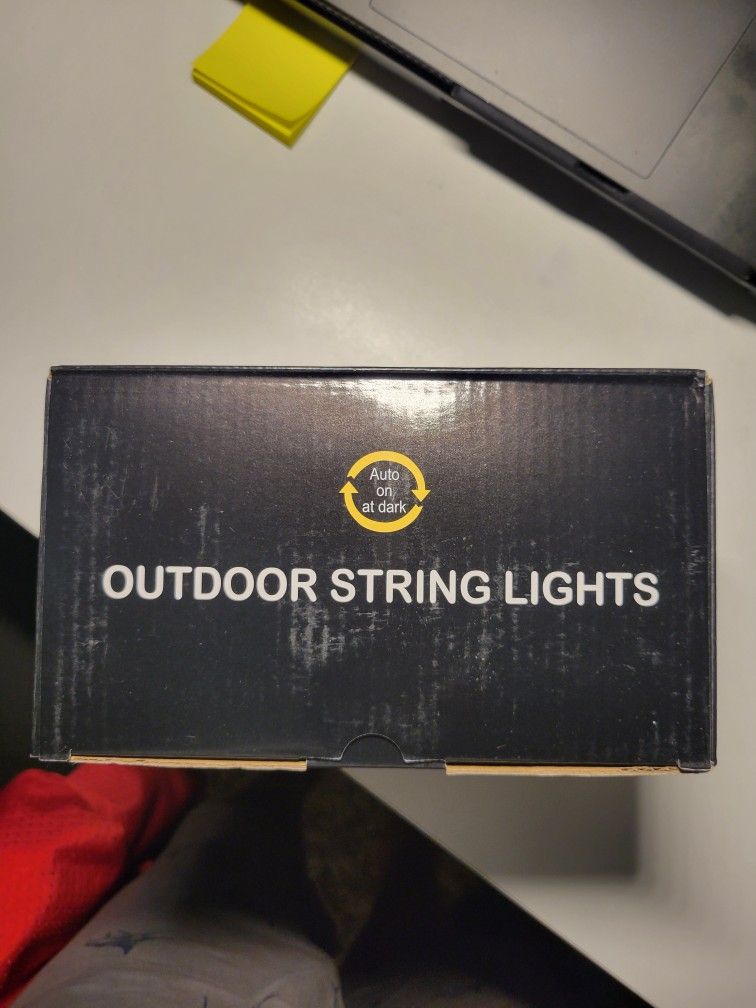 Auto
on
at dark
OUTDOOR STRING LIGHTS